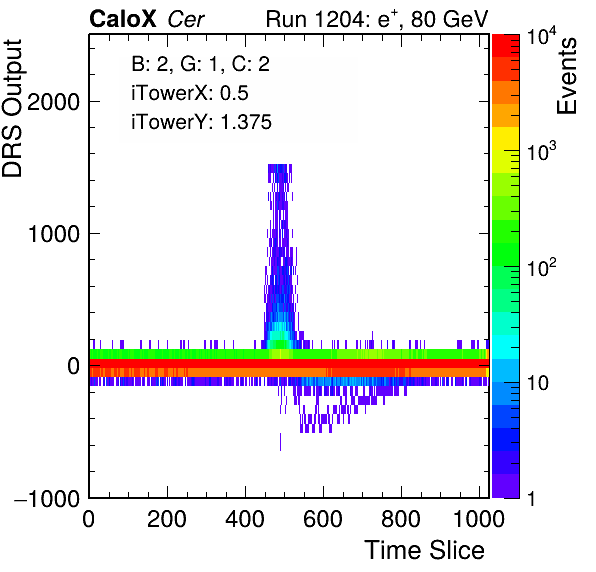 CaloX Cer
Run 1204: e+, 80 GeV
B: 2, G: 1, C: 2
iTowerX: 0.5
iTowerY: 1.375
DRS Output
2000
1000
0
−1000
0 200 400 600 800 1000
Time Slice
Events
10^4
10^3
10^2
10
1